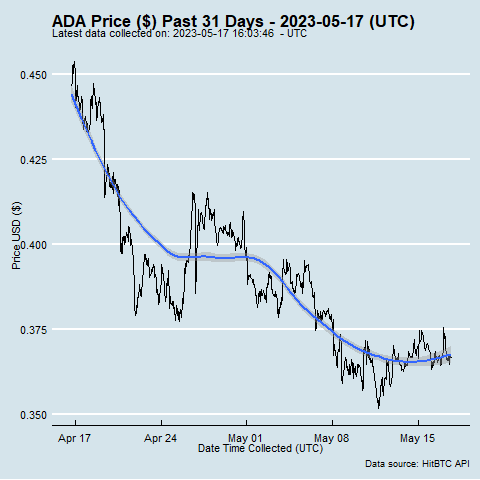 ADA Price ($) Past 31 Days - 2023-05-17 (UTC)
Latest data collected on: 2023-05-17 16:03:46  - UTC
0.450
0.425
0.400
0.375
0.350
Price USD ($)
Apr 17 Apr 24 May 01 May 08 May 15
Date Time Collected (UTC)
Data source: HitBTC API